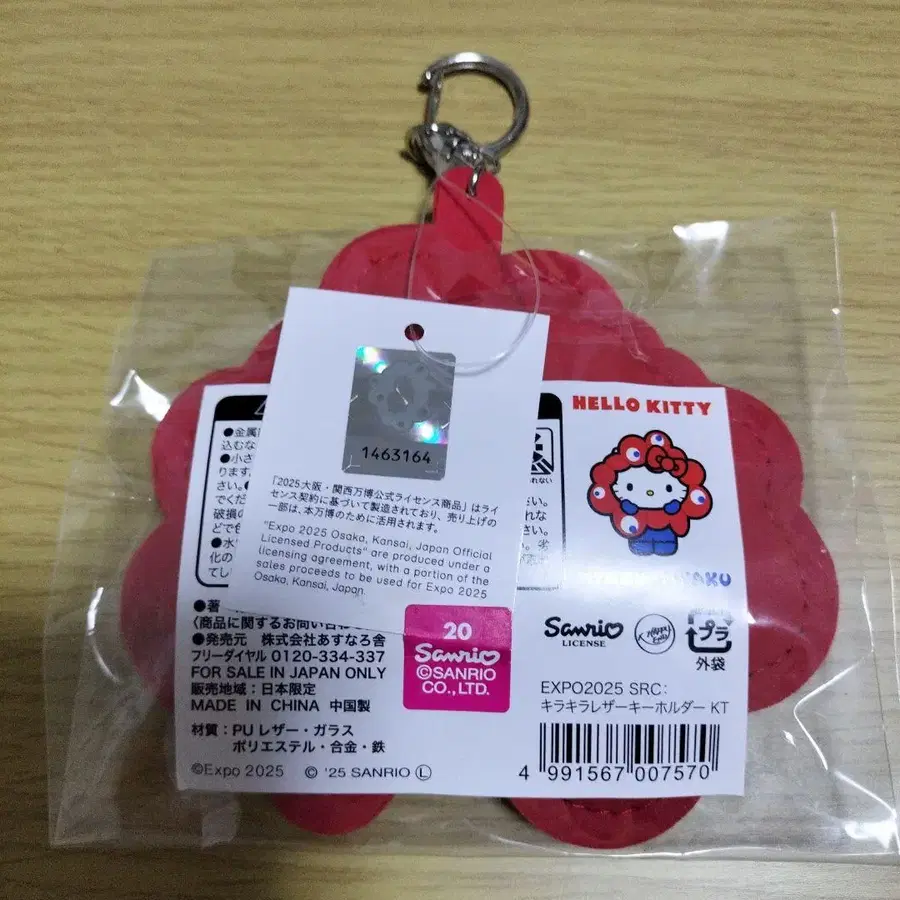 1463164
「2025大阪・関西万博公式ライセンス商品」はライ
センス契約に基づいて製造されており、売り上げの
一部は、本万博のために活用されます。
"Expo 2025 Osaka, Kansai, Japan Official
Licensed Products" are produced under a
licensing agreement, with a portion of the
sales proceeds to be used for Expo 2025
Osaka, Kansai, Japan.
●金属
込むな
●小さ
ります。
さい。●
でくだ
破損の
どで色
●水
化の
てし
HELLO KITTY
●著
〈商品に関するお問い合わせ
●発売元 株式会社あすなろ舎
フリーダイヤル 0120-334-337
FOR SALE IN JAPAN ONLY
販売地域：日本限定
MADE IN CHINA 中国製
材質：PUレザー・ガラス
ポリエステル・合金・鉄
©Expo 2025 © '25 SANRIO Ⓛ
20
Sanrio
©SANRIO
CO., LTD.
Sanrio
LICENSE
プラ
外袋
EXPO2025 SRC:
キラキラレザーキーホルダー KT
4 991567 007570